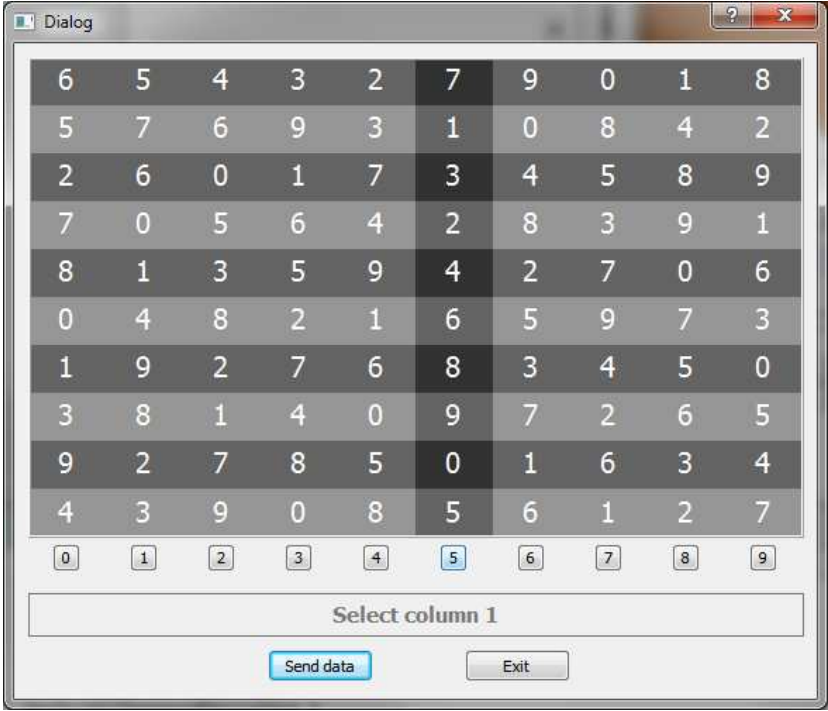 Dialog
6 5 4 3 2 7 9 0 1 8
5 7 6 9 3 1 0 8 4 2
2 6 0 1 7 3 4 5 8 9
7 0 5 6 4 2 8 3 9 1
8 1 3 5 9 4 2 7 0 6
0 4 8 2 1 6 5 9 7 3
1 9 2 7 6 8 3 4 5 0
3 8 1 4 0 9 7 2 6 5
9 2 7 8 5 0 1 6 3 4
4 3 9 0 8 5 6 1 2 7
0 1 2 3 4 5 6 7 8 9
Select column 1
Send data Exit